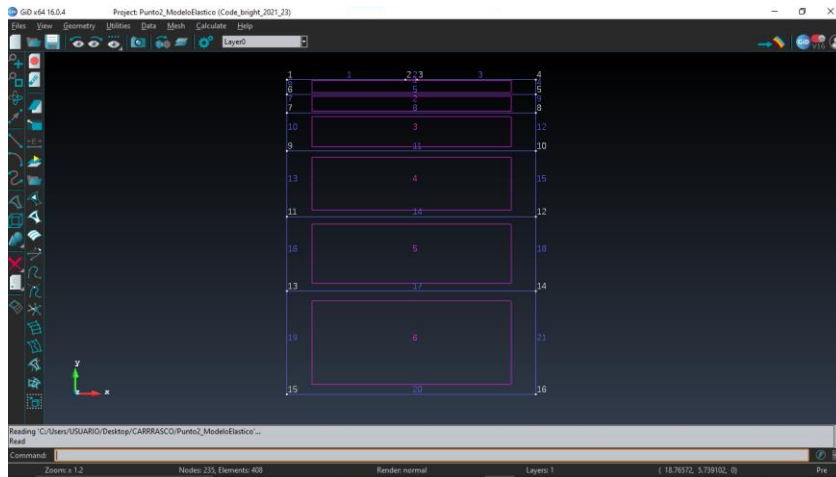 GiD x64 16.0.4 Project: Punto2_ModeloElastico (Code_bright_2021_23)
Files View Geometry Utilities Data Mesh Calculate Help
Layer0
1 1 2 2 3 3 4
6 5 5
7 8 8
10 3 12
9 11 10
13 4 15
11 14 12
16 5 18
13 17 14
19 6 21
15 20 16
y
x
Reading 'C:/Users/USUARIO/Desktop/CARRRASCO/Punto2_ModeloElastico'...
Read
Command:
Zoom: x 1.2 Nodes: 235, Elements: 408 Render: normal Layers: 1 ( 18.76572, 5.739102, 0) Pre